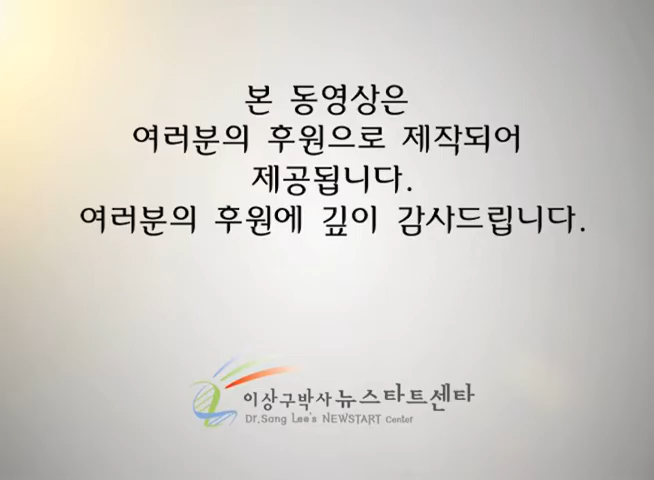 본 동영상은
여러분의 후원으로 제작되어
제공됩니다.
여러분의 후원에 깊이 감사드립니다.
이상구박사뉴스타트센타
Dr.Sang Lee's NEWSTART Center